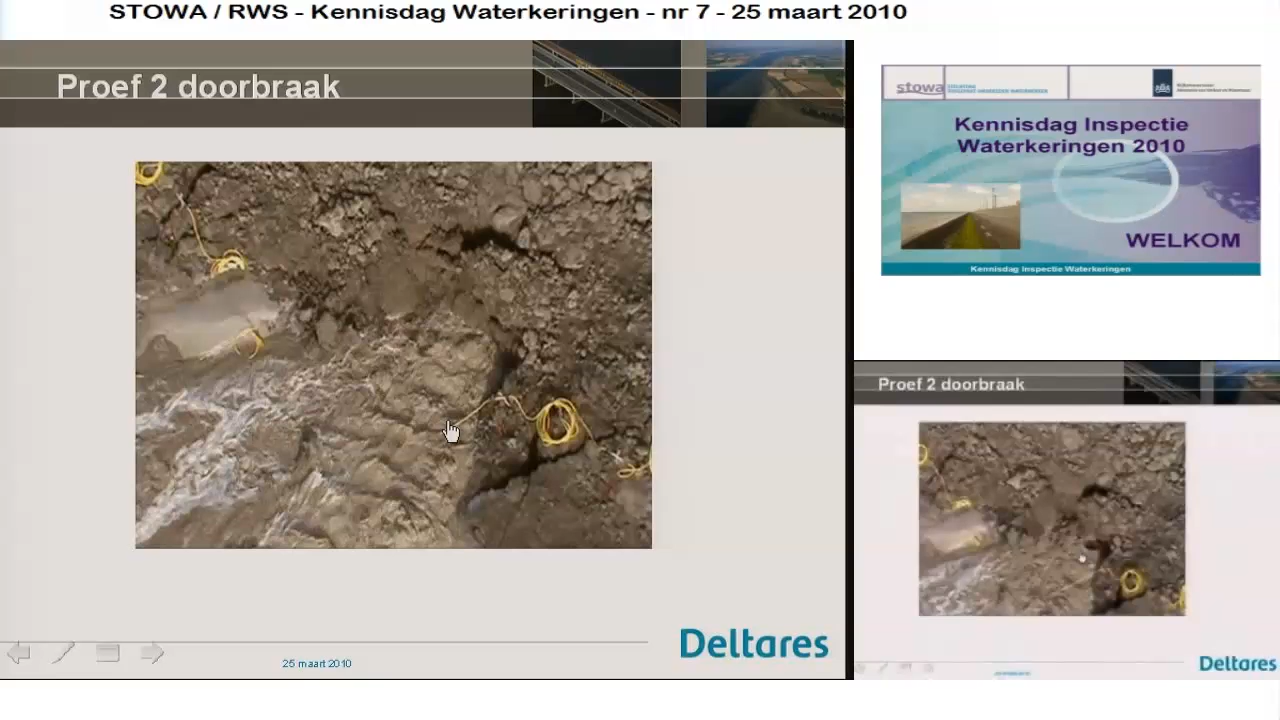 STOWA / RWS - Kennisdag Waterkeringen - nr 7 - 25 maart 2010
Proef 2 doorbraak
Deltares
25 maart 2010
stowa
Kennisdag Inspectie
Waterkeringen 2010
WELKOM
Kennisdag Inspectie Waterkeringen
Proef 2 doorbraak
Deltares